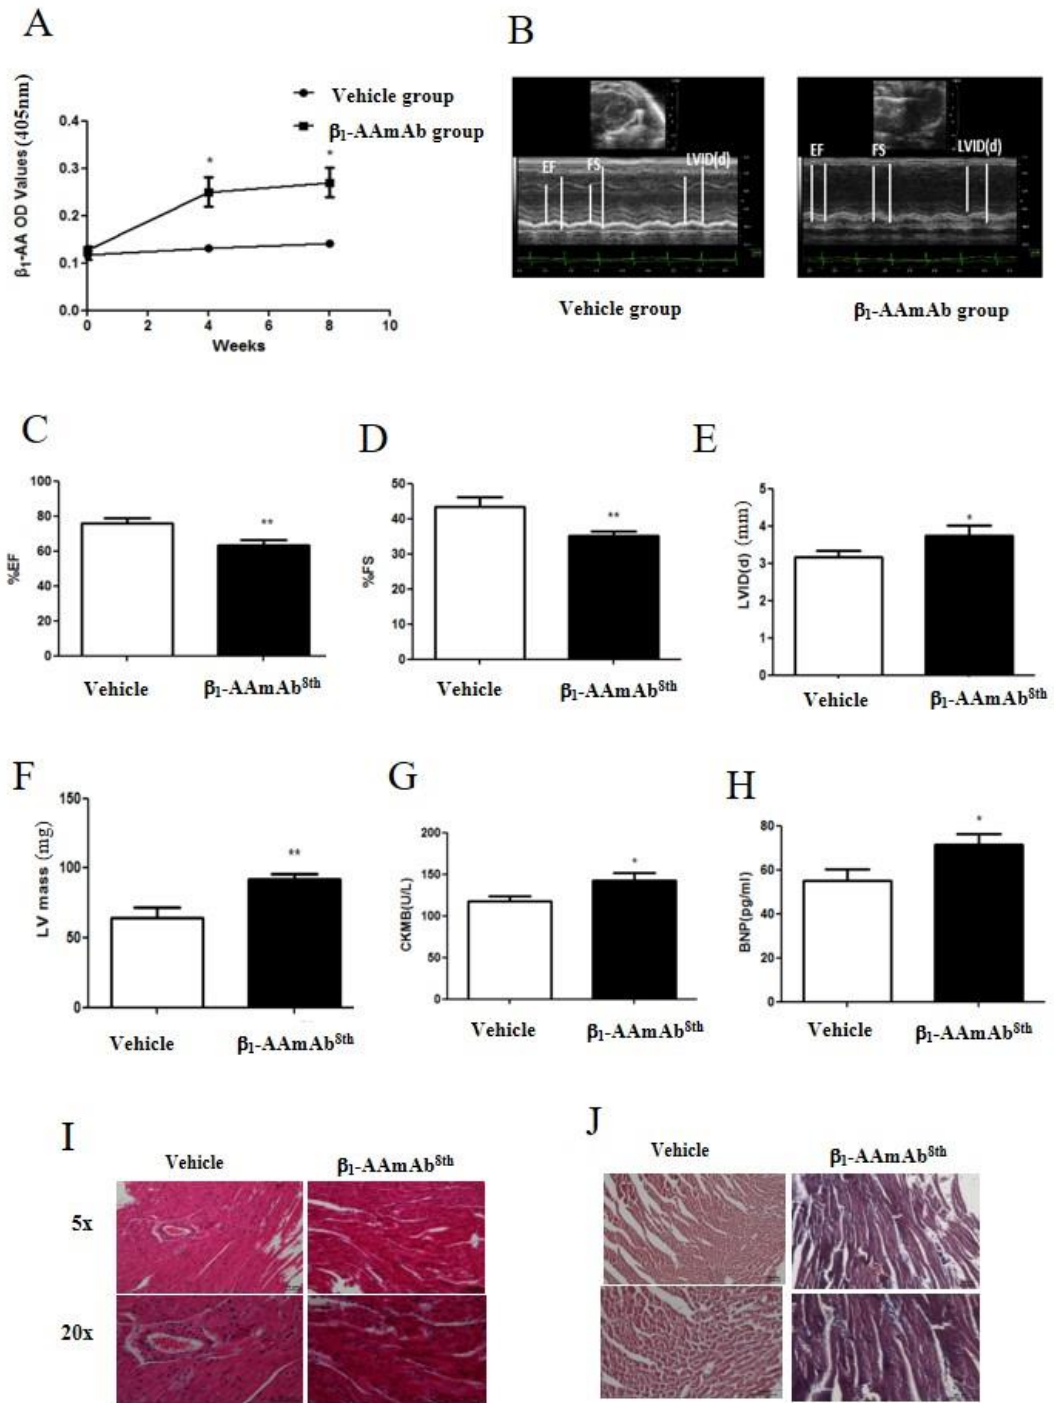 A
β1-AA OD Values (405nm)
Vehicle group
β1-AAmAb group
0.4
0.3
0.2
0.1
0.0
*
*
0 2 4 6 8 10
Weeks
B
EF FS LVID(d)
EF FS LVID(d)
Vehicle group
β1-AAmAb group
C
%EF
100
80
60
40
20
0
**
Vehicle
β1-AAmAb8th
D
%FS
50
40
30
20
10
0
**
Vehicle
β1-AAmAb8th
E
LVID(d) (mm)
5
4
3
2
1
0
*
Vehicle
β1-AAmAb8th
F
LV mass (mg)
150
100
50
0
**
Vehicle
β1-AAmAb8th
G
CKMB(U/L)
200
150
100
50
0
*
Vehicle
β1-AAmAb8th
H
BNP(pg/ml)
80
60
40
20
0
*
Vehicle
β1-AAmAb8th
I
Vehicle
β1-AAmAb8th
5x
20x
J
Vehicle
β1-AAmAb8th